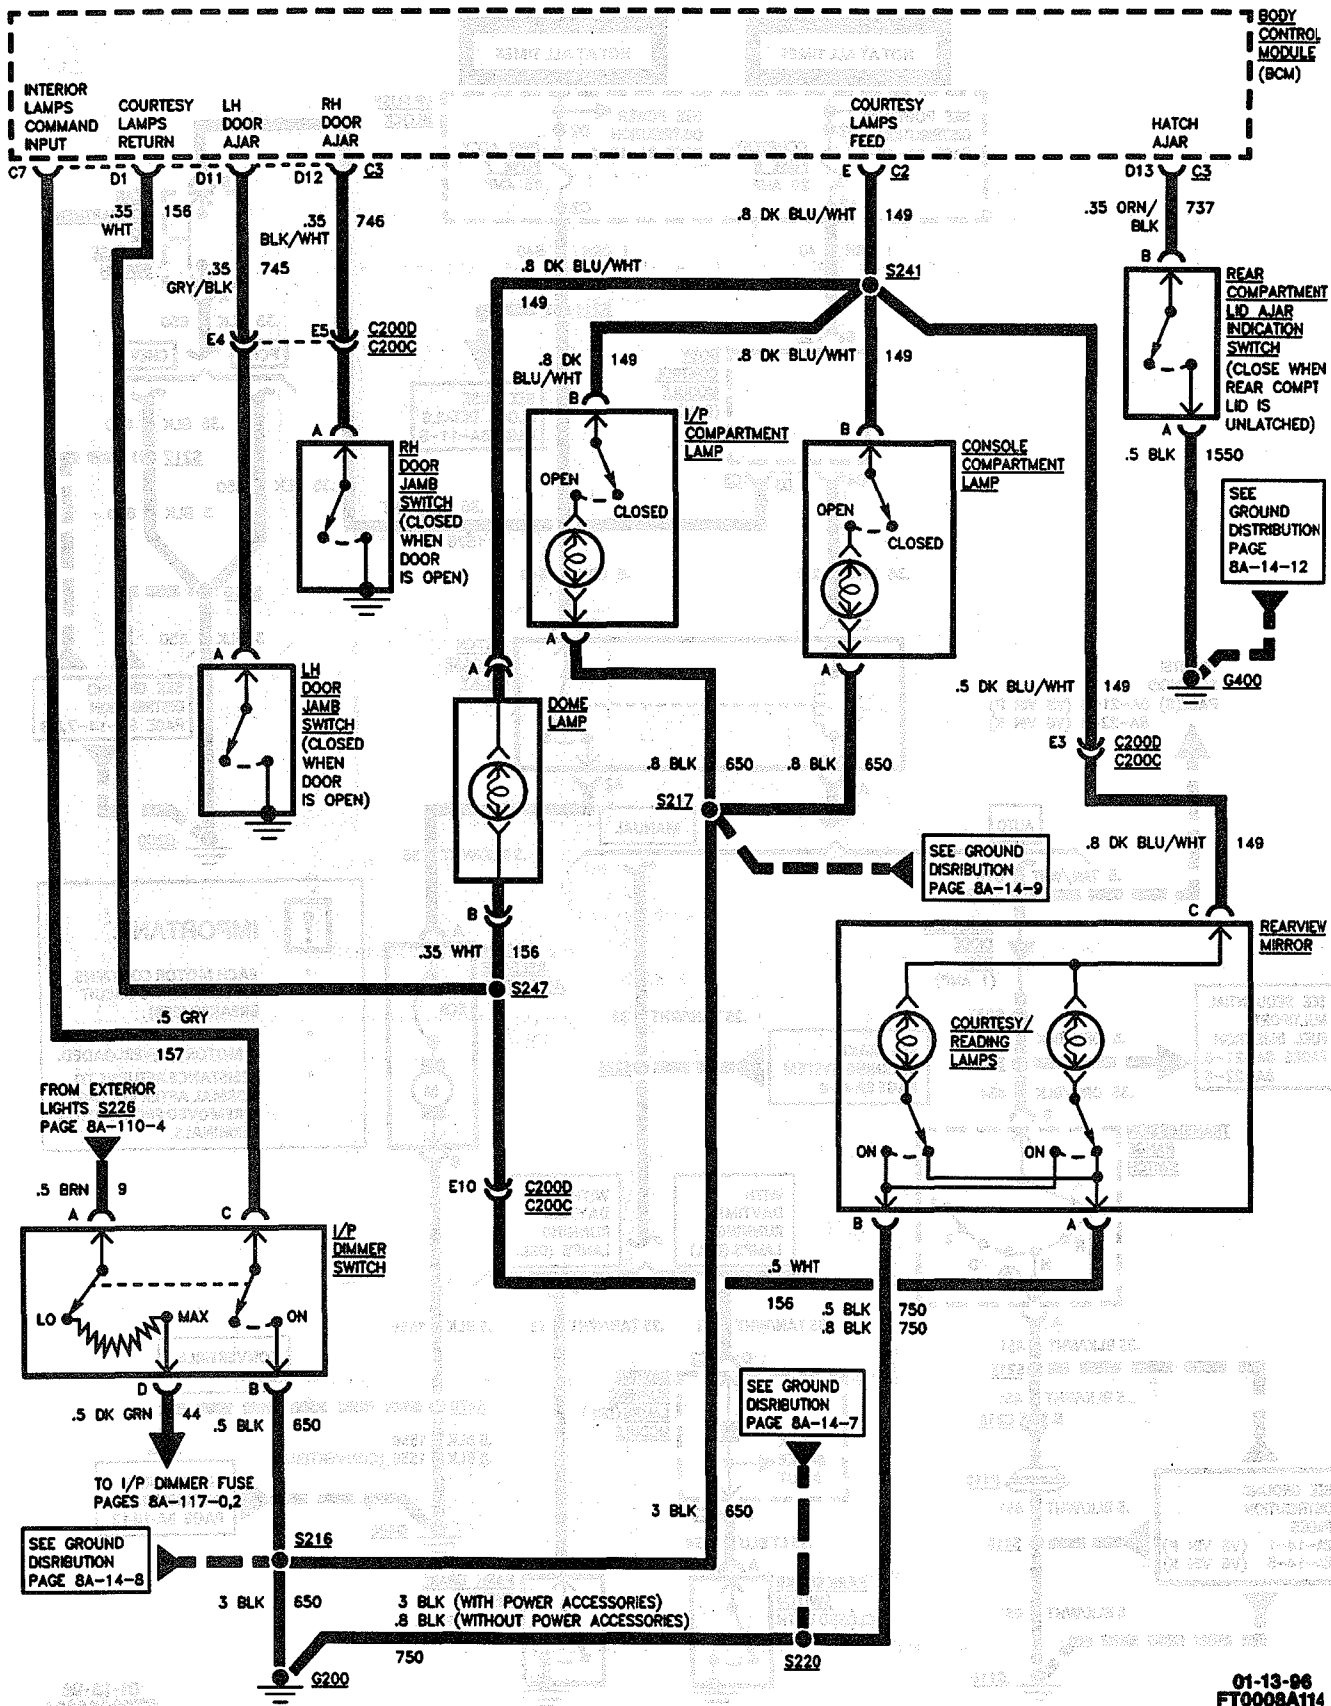 BODY
CONTROL
MODULE
(BCM)
INTERIOR
LAMPS
COMMAND
INPUT
COURTESY
LAMPS
RETURN
LH
DOOR
AJAR
RH
DOOR
AJAR
COURTESY
LAMPS
FEED
HATCH
AJAR
C7
D1
D11
D12
C3
E
C2
D13
C3
.35
WHT
156
.35
GRY/BLK
745
.35
BLK/WHT
746
.8 DK BLU/WHT
149
.35 ORN/
BLK
737
.8 DK BLU/WHT
149
S241
E4
E5
C200D
C200C
.8 DK
BLU/WHT
149
.8 DK BLU/WHT
149
B
REAR
COMPARTMENT
LID AJAR
INDICATION
SWITCH
(CLOSE WHEN
REAR COMPT
LID IS
UNLATCHED)
A
.5 BLK
1550
A
RH
DOOR
JAMB
SWITCH
(CLOSED
WHEN
DOOR
IS OPEN)
B
I/P
COMPARTMENT
LAMP
OPEN
CLOSED
A
B
CONSOLE
COMPARTMENT
LAMP
OPEN
CLOSED
A
SEE
GROUND
DISTRIBUTION
PAGE
8A-14-12
G400
A
LH
DOOR
JAMB
SWITCH
(CLOSED
WHEN
DOOR
IS OPEN)
A
DOME
LAMP
B
.5 DK BLU/WHT
149
E3
C200D
C200C
.8 BLK
650
.8 BLK
650
S217
SEE GROUND
DISRIBUTION
PAGE 8A-14-9
.8 DK BLU/WHT
149
C
REARVIEW
MIRROR
.35 WHT
156
S247
.5 GRY
157
COURTESY/
READING
LAMPS
ON
ON
B
A
FROM EXTERIOR
LIGHTS S226
PAGE 8A-110-4
.5 BRN
9
A
C
I/P
DIMMER
SWITCH
LO
MAX
ON
D
B
E10
C200D
C200C
.5 WHT
156
.5 BLK
750
.8 BLK
750
.5 DK GRN
44
.5 BLK
650
TO I/P DIMMER FUSE
PAGES 8A-117-0,2
SEE GROUND
DISRIBUTION
PAGE 8A-14-7
3 BLK
650
S216
SEE GROUND
DISRIBUTION
PAGE 8A-14-8
3 BLK
650
3 BLK (WITH POWER ACCESSORIES)
.8 BLK (WITHOUT POWER ACCESSORIES)
750
S220
G200
01-13-96
FT0008A114